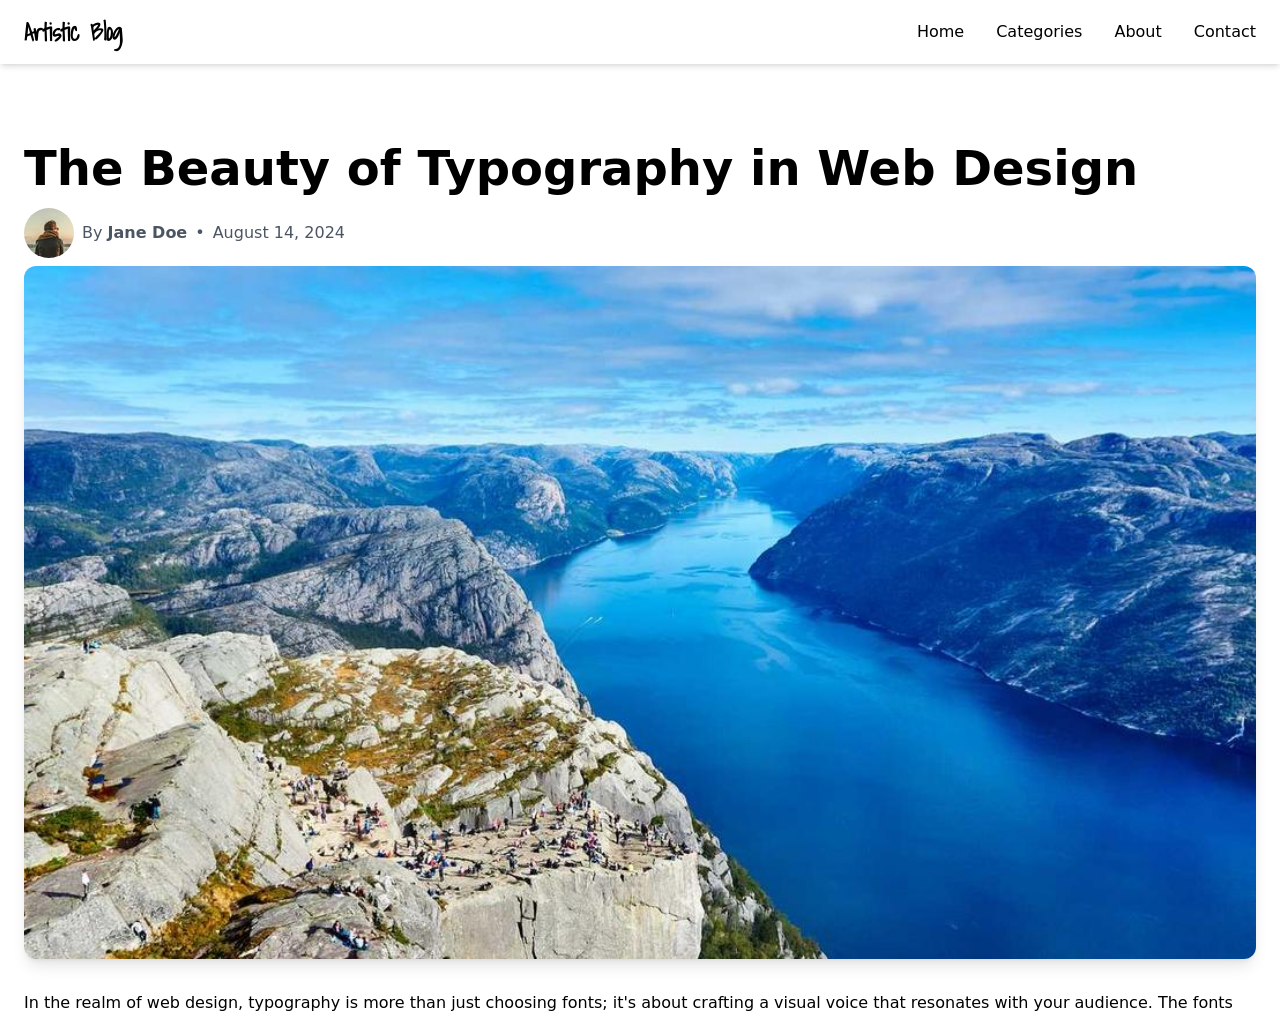 Artistic Blog
Home Categories About Contact
The Beauty of Typography in Web Design
By Jane Doe • August 14, 2024
In the realm of web design, typography is more than just choosing fonts; it's about crafting a visual voice that resonates with your audience. The fonts